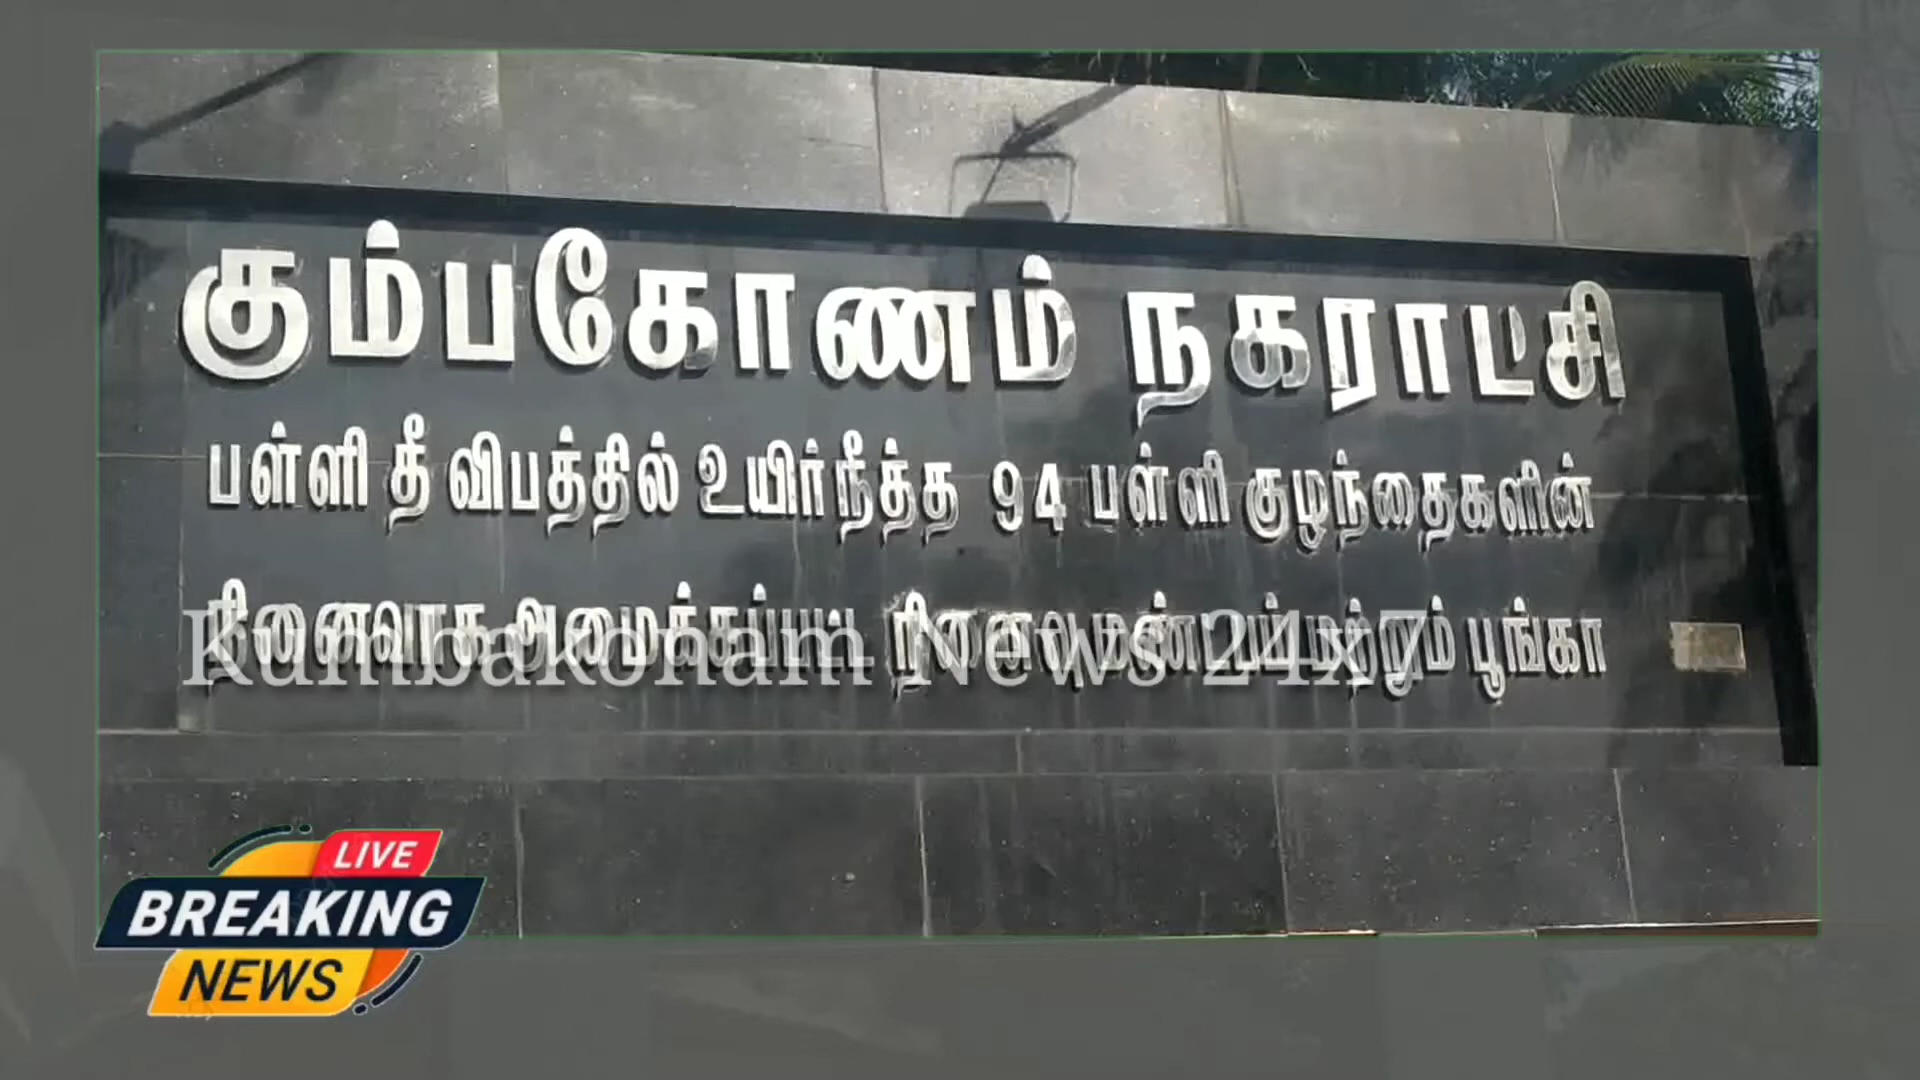 கும்பகோணம் நகராட்சி
பள்ளி தீ விபத்தில் உயிர்நீத்த 94 பள்ளி குழந்தைகளின்
நினைவாக அமைக்கப்பட்ட நினைவுமண்டபம் மற்றும் பூங்கா
Kumbakonam News 24x7
LIVE
BREAKING
NEWS